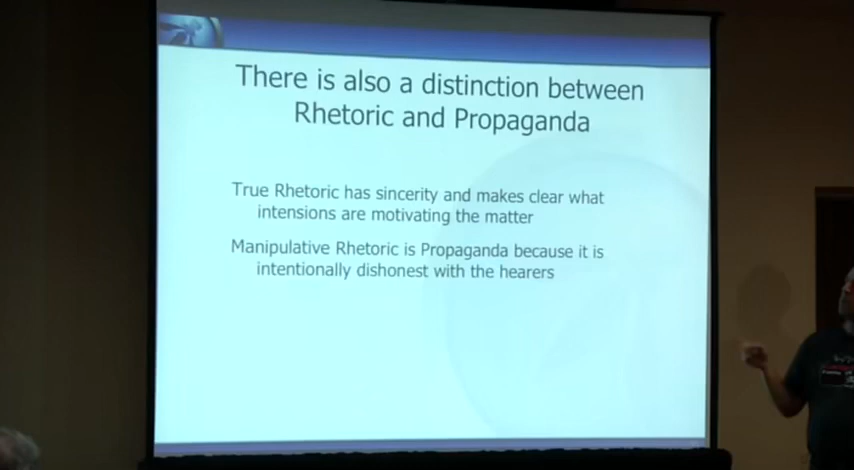 There is also a distinction between
Rhetoric and Propaganda
True Rhetoric has sincerity and makes clear what
intensions are motivating the matter
Manipulative Rhetoric is Propaganda because it is
intentionally dishonest with the hearers